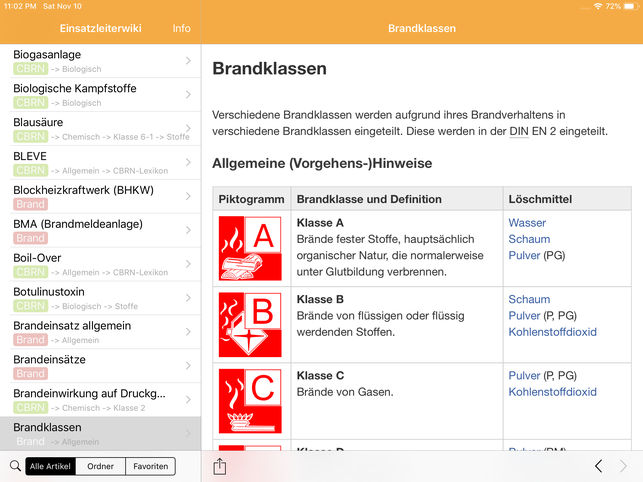 11:02 PM Sat Nov 10
72%
Einsatzleiterwiki
Info
Brandklassen
Biogasanlage
CBRN -> Biologisch
Biologische Kampfstoffe
CBRN -> Biologisch
Blausäure
CBRN -> Chemisch -> Klasse 6-1 -> Stoffe
BLEVE
CBRN -> Allgemein -> CBRN-Lexikon
Blockheizkraftwerk (BHKW)
Brand
BMA (Brandmeldeanlage)
Brand
Boil-Over
CBRN -> Allgemein -> CBRN-Lexikon
Botulinustoxin
CBRN -> Biologisch -> Stoffe
Brandeinsatz allgemein
Brand -> Allgemein
Brandeinsätze
Brand
Brandeinwirkung auf Druckg...
CBRN -> Chemisch -> Klasse 2
Brandklassen
Brand -> Allgemein
Alle Artikel
Ordner
Favoriten
Brandklassen
Verschiedene Brandklassen werden aufgrund ihres Brandverhaltens in
verschiedene Brandklassen eingeteilt. Diese werden in der DIN EN 2 eingeteilt.
Allgemeine (Vorgehens-)Hinweise
Piktogramm
Brandklasse und Definition
Löschmittel
A
Klasse A
Brände fester Stoffe, hauptsächlich
organischer Natur, die normalerweise
unter Glutbildung verbrennen.
Wasser
Schaum
Pulver (PG)
B
Klasse B
Brände von flüssigen oder flüssig
werdenden Stoffen.
Schaum
Pulver (P, PG)
Kohlenstoffdioxid
C
Klasse C
Brände von Gasen.
Pulver (P, PG)
Kohlenstoffdioxid
Klasse D
Pulver (PM)